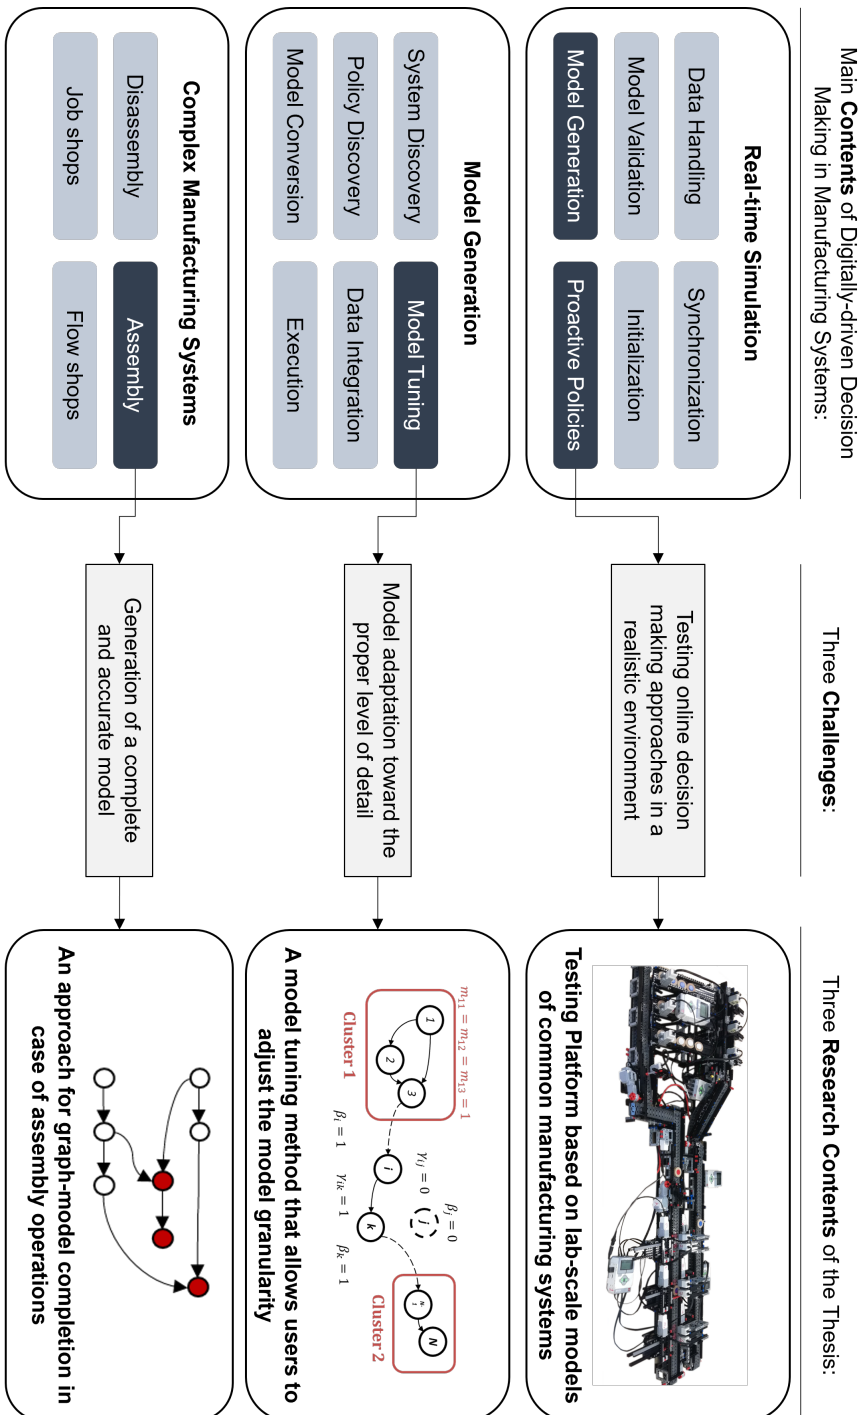 Main Contents of Digitally-driven Decision
Making in Manufacturing Systems:
Three Challenges:
Three Research Contents of the Thesis:
Real-time Simulation
Data Handling
Synchronization
Model Validation
Initialization
Model Generation
Proactive Policies
Testing online decision
making approaches in a
realistic environment
Testing Platform based on lab-scale models
of common manufacturing systems
Model Generation
System Discovery
Model Tuning
Policy Discovery
Data Integration
Model Conversion
Execution
Model adaptation toward the
proper level of detail
m₁₁ = m₁₂ = m₁₃ = 1
1
2
3
Cluster 1
β_i = 1
γ_ij = 0
β_j = 0
i
j
k
γ_ik = 1
β_k = 1
N-1
N
Cluster 2
A model tuning method that allows users to
adjust the model granularity
Complex Manufacturing Systems
Disassembly
Assembly
Job shops
Flow shops
Generation of a complete
and accurate model
An approach for graph-model completion in
case of assembly operations